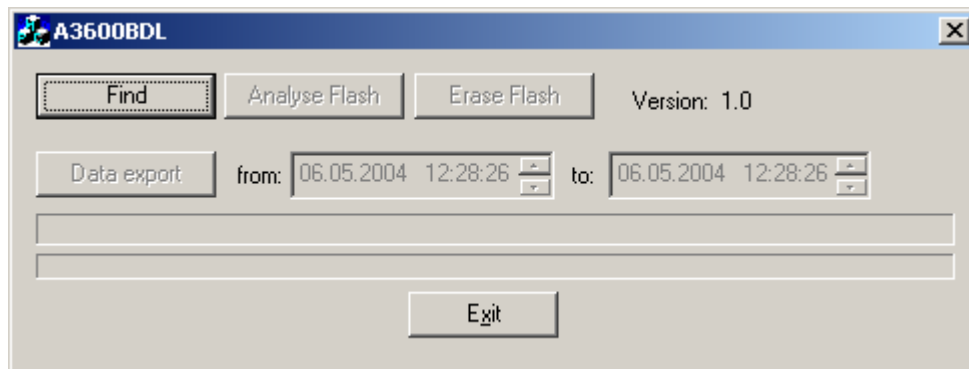 A3600BDL
Find Analyse Flash Erase Flash Version: 1.0
Data export from: 06.05.2004 12:28:26 to: 06.05.2004 12:28:26
Exit